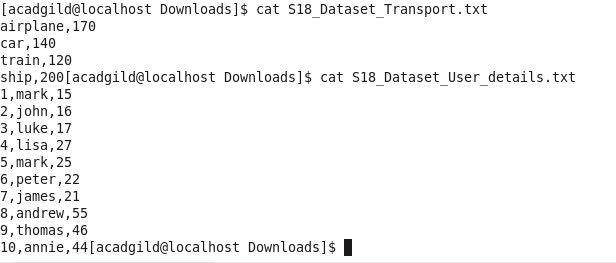 [acadgild@localhost Downloads]$ cat S18_Dataset_Transport.txt
airplane,170
car,140
train,120
ship,200[acadgild@localhost Downloads]$ cat S18_Dataset_User_details.txt
1,mark,15
2,john,16
3,luke,17
4,lisa,27
5,mark,25
6,peter,22
7,james,21
8,andrew,55
9,thomas,46
10,annie,44[acadgild@localhost Downloads]$